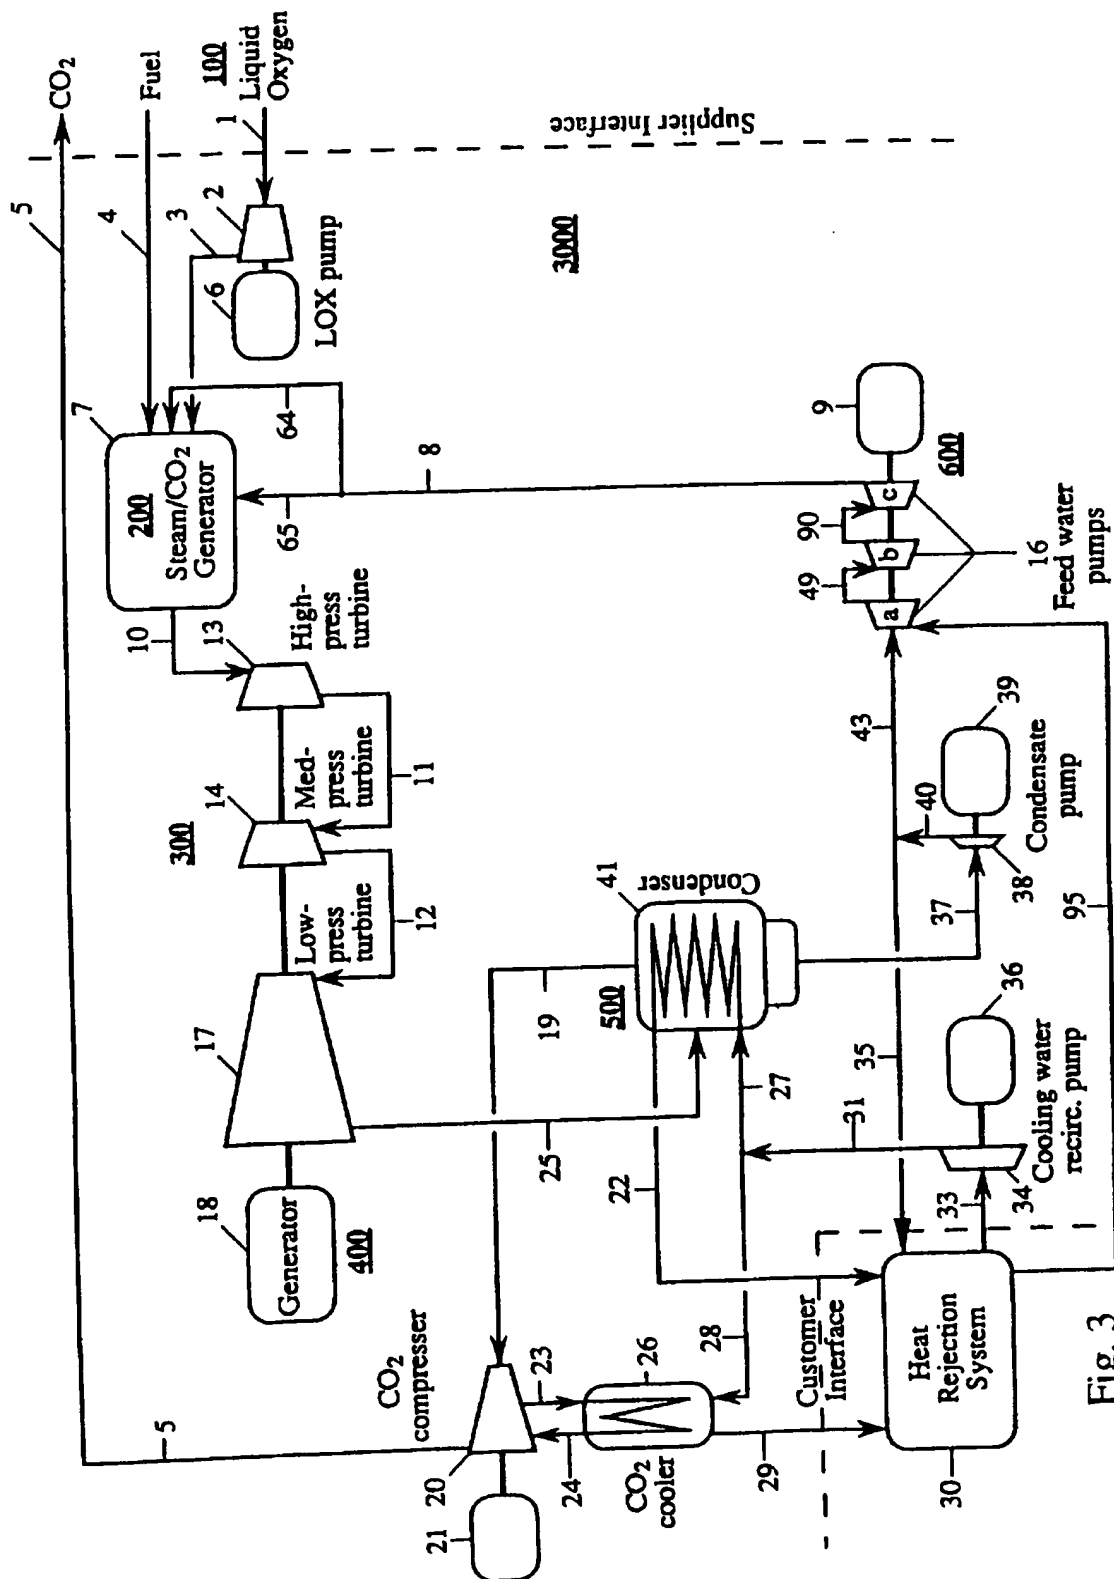 5
CO2
4
Fuel
3
2
1
100
Liquid
Oxygen
Supplier Interface
6
LOX pump
3000
7
200
Steam/CO2
Generator
64
65
8
9
600
10
13
High-
press
turbine
11
14
300
Med-
press
turbine
12
Low-
press
turbine
17
18
Generator
400
90
49
c
b
a
16
Feed water
pumps
43
40
39
Condensate
pump
38
37
95
41
Condenser
500
19
27
35
36
31
25
22
33
34
Cooling water
recirc. pump
CO2
compresser
23
26
28
Customer
Interface
Heat
Rejection
System
5
20
24
CO2
cooler
29
30
21
Fig. 3